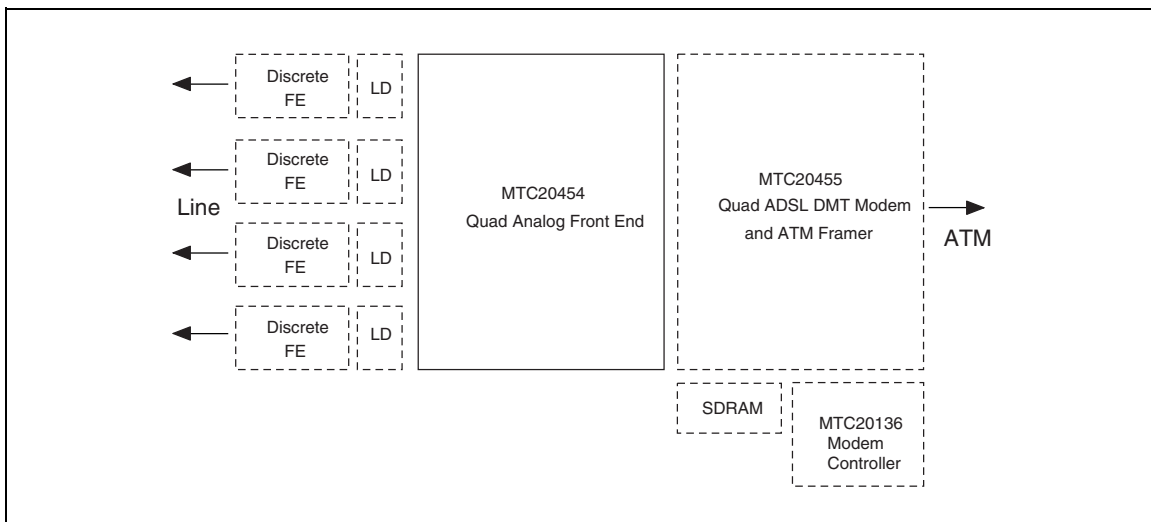 Discrete
FE
LD
Discrete
FE
LD
Line
Discrete
FE
LD
Discrete
FE
LD
MTC20454
Quad Analog Front End
MTC20455
Quad ADSL DMT Modem
and ATM Framer
ATM
SDRAM
MTC20136
Modem
Controller